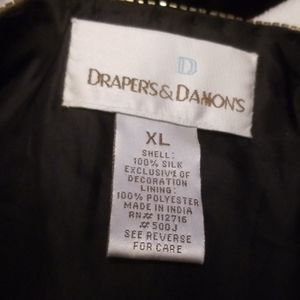 D
DRAPER'S & DAMON'S
XL
SHELL:
100% SILK
EXCLUSIVE OF
DECORATION
LINING:
100% POLYESTER
MADE IN INDIA
RN# 112716
#500J
SEE REVERSE
FOR CARE